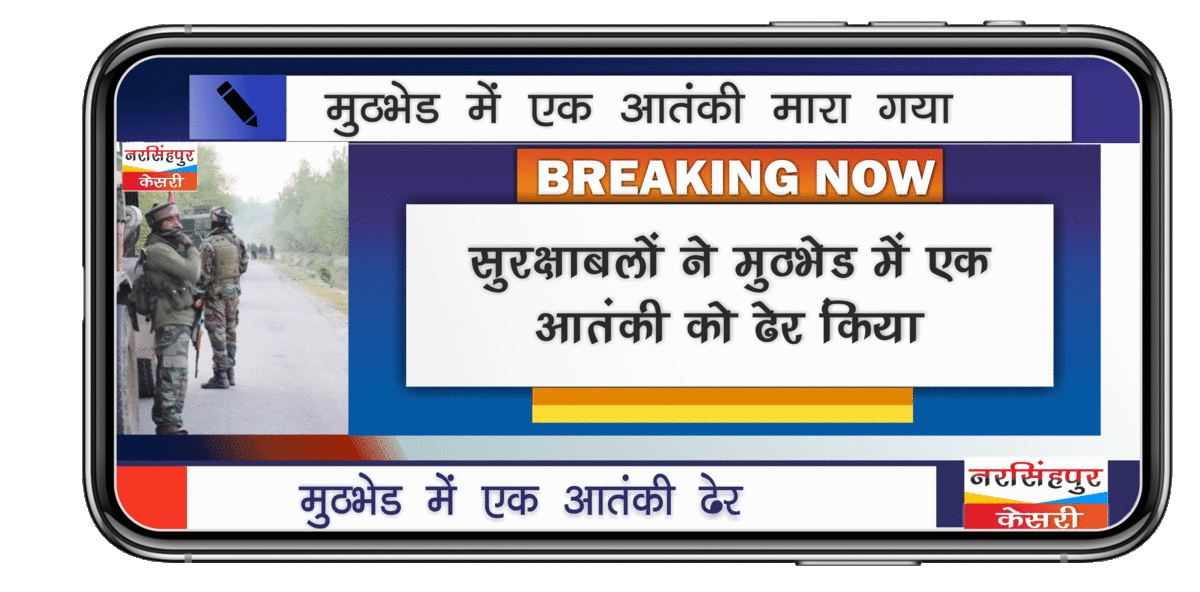 मुठभेड में एक आतंकी मारा गया
नरसिंहपुर
केसरी
BREAKING NOW
सुरक्षाबलों ने मुठभेड में एक
आतंकी को ढेर किया
मुठभेड में एक आतंकी ढेर
नरसिंहपुर
केसरी